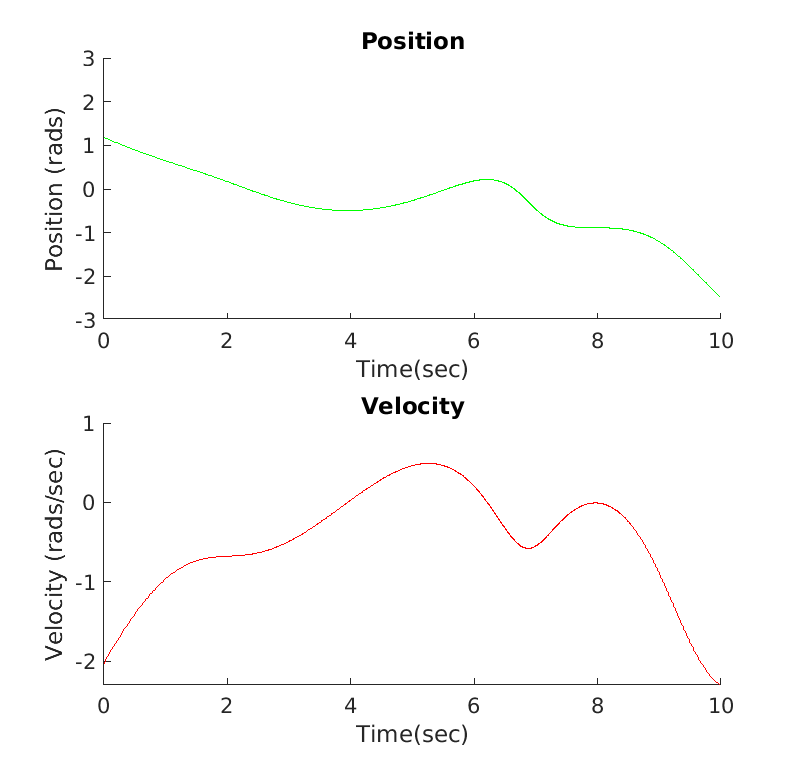 Position
Position (rads)
3
2
1
0
-1
-2
-3
0 2 4 6 8 10
Time(sec)
Velocity
Velocity (rads/sec)
1
0
-1
-2
0 2 4 6 8 10
Time(sec)